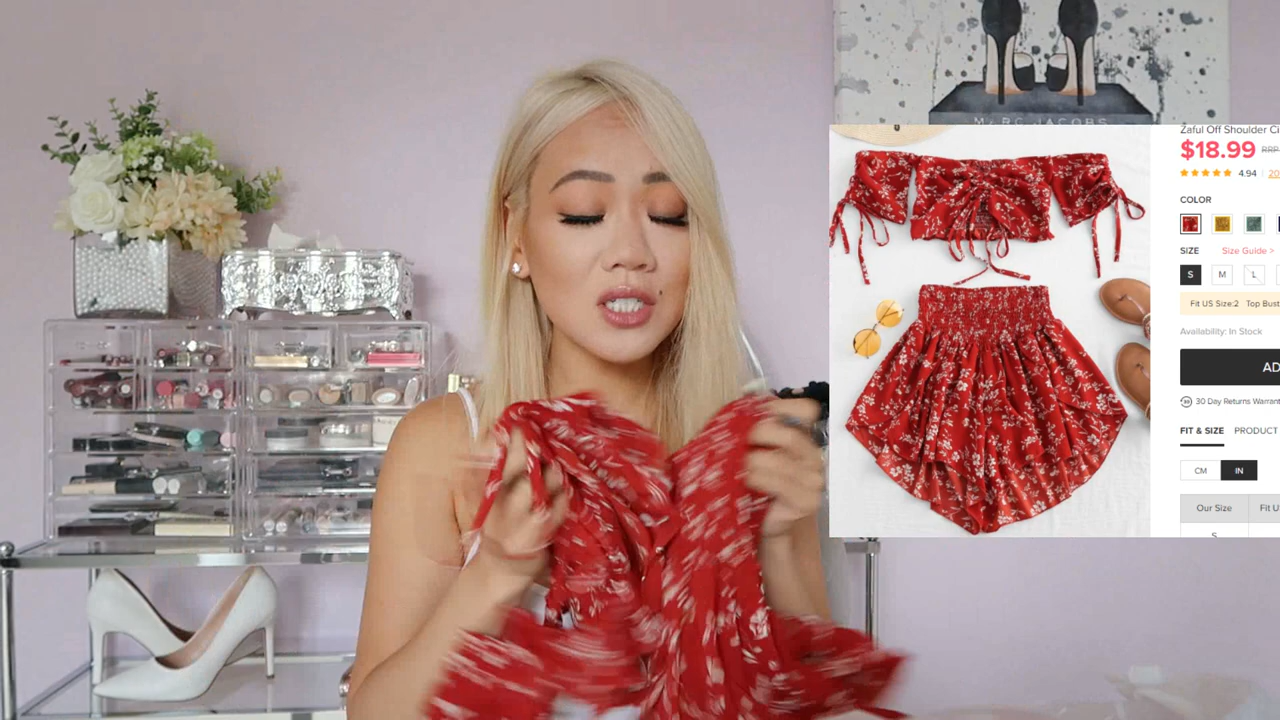 MARC JACOBS
Zaful Off Shoulder Ci
$18.99 RRP
4.94 20
COLOR
SIZE Size Guide >
S M L
Fit US Size:2 Top Bust
Availability: In Stock
AD
30 Day Returns Warrant
FIT & SIZE PRODUCT
CM IN
Our Size Fit U
S